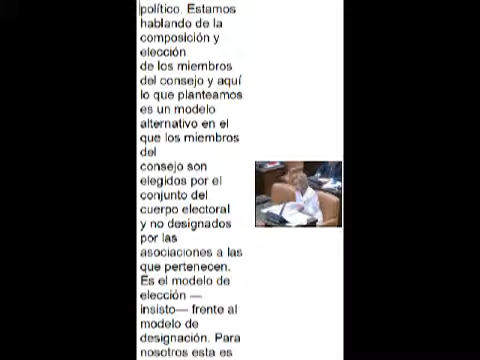 político. Estamos
hablando de la
composición y
elección
de los miembros
del consejo y aquí
lo que planteamos
es un modelo
alternativo en el
que los miembros
del
consejo son
elegidos por el
conjunto del
cuerpo electoral
y no designados
por las
asociaciones a las
que pertenecen.
Es el modelo de
elección —
insisto— frente al
modelo de
designación. Para
nosotros esta es